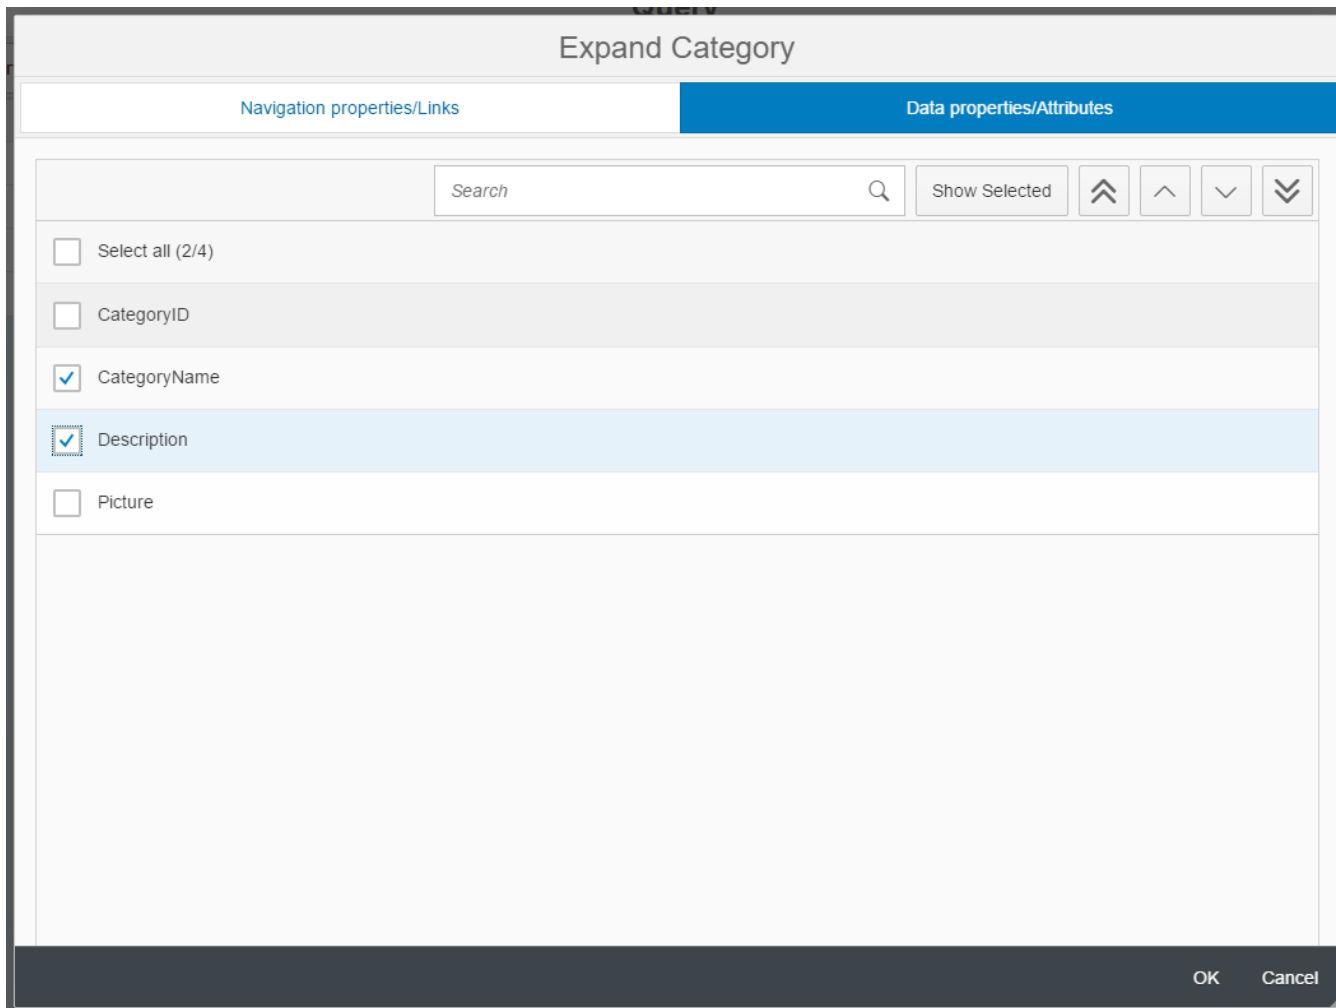 Query
Expand Category
Navigation properties/Links Data properties/Attributes
Search Show Selected
Select all (2/4)
CategoryID
CategoryName
Description
Picture
OK Cancel